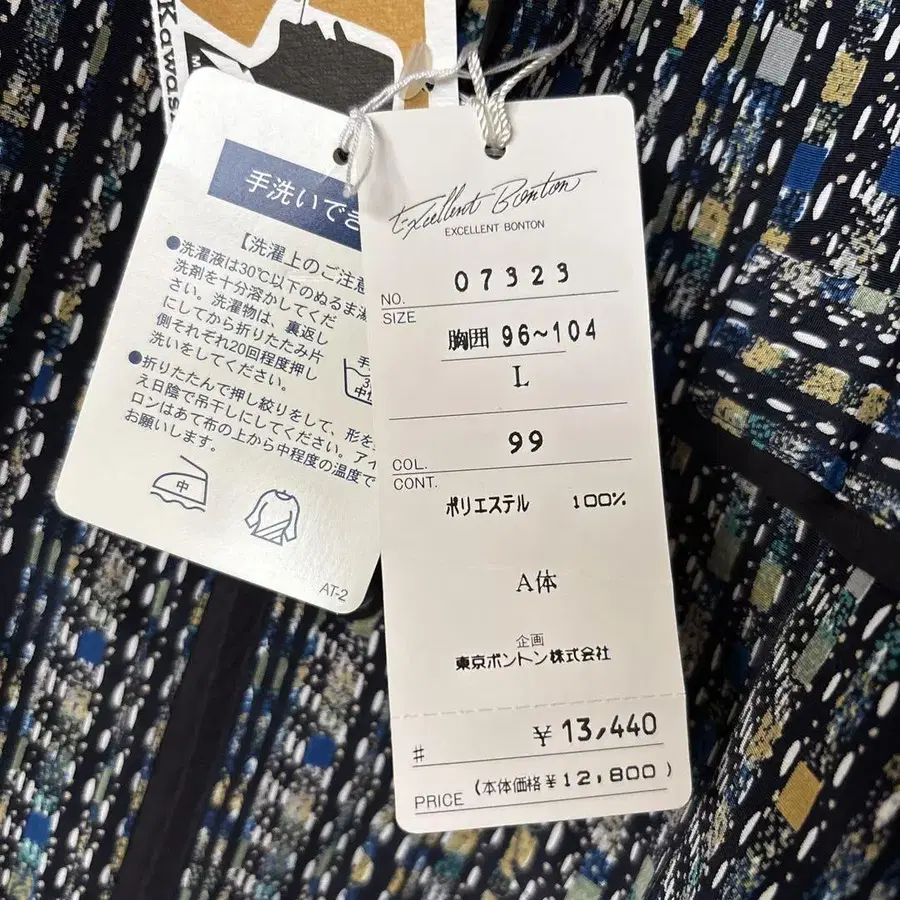 Kawas
手洗いでき
【洗濯上のご注意
●洗濯液は30℃以下のぬるま湯
洗剤を十分溶かしてくだ
さい。洗濯物は、裏返し
にしてから折りたたみ片
側それぞれ20回程度押し
洗いをしてください。
●折りたたんで押し絞りをして、形を
え日陰で吊干しにしてください。アイ
ロンはあて布の上から中程度の温度で
お願いします。
中
AT-2
Excellent Bonton
EXCELLENT BONTON
NO. 07323
SIZE
胸囲 96~104
L
COL. 99
CONT.
ポリエステル 100%
A体
企画
東京ボントン株式会社
# ¥13,440
PRICE (本体価格¥12,800)